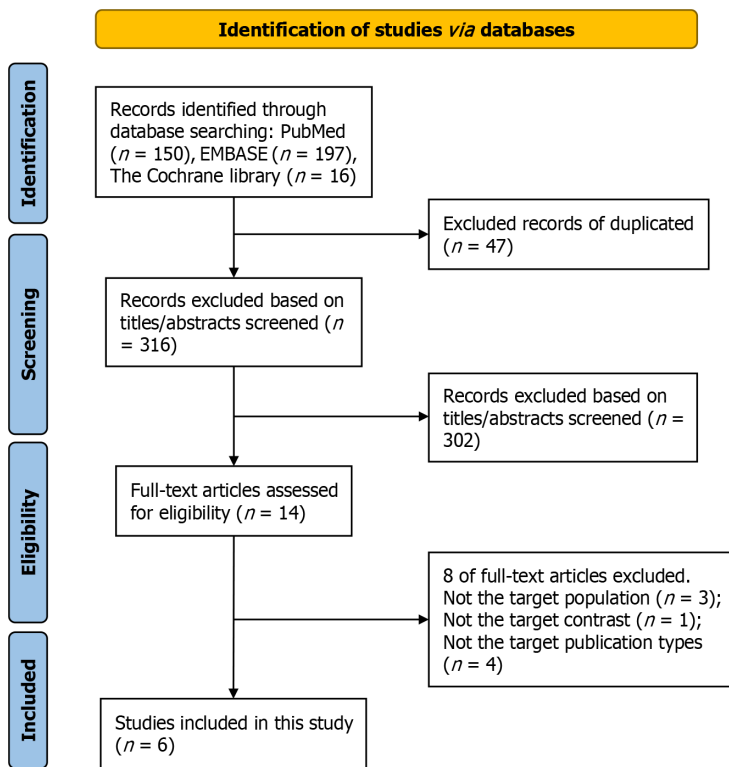 Identification of studies via databases
Identification
Records identified through
database searching: PubMed
(n = 150), EMBASE (n = 197),
The Cochrane library (n = 16)
Excluded records of duplicated
(n = 47)
Screening
Records excluded based on
titles/abstracts screened (n
= 316)
Records excluded based on
titles/abstracts screened (n =
302)
Eligibility
Full-text articles assessed
for eligibility (n = 14)
8 of full-text articles excluded.
Not the target population (n = 3);
Not the target contrast (n = 1);
Not the target publication types
(n = 4)
Included
Studies included in this study
(n = 6)